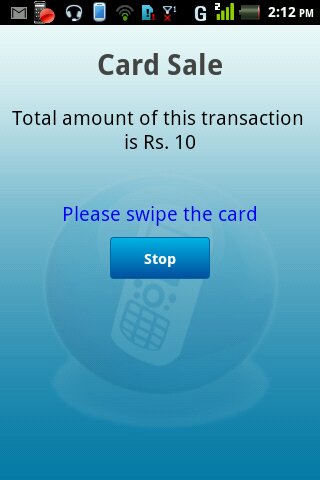 G 2:12 PM
Card Sale
Total amount of this transaction
is Rs. 10
Please swipe the card
Stop